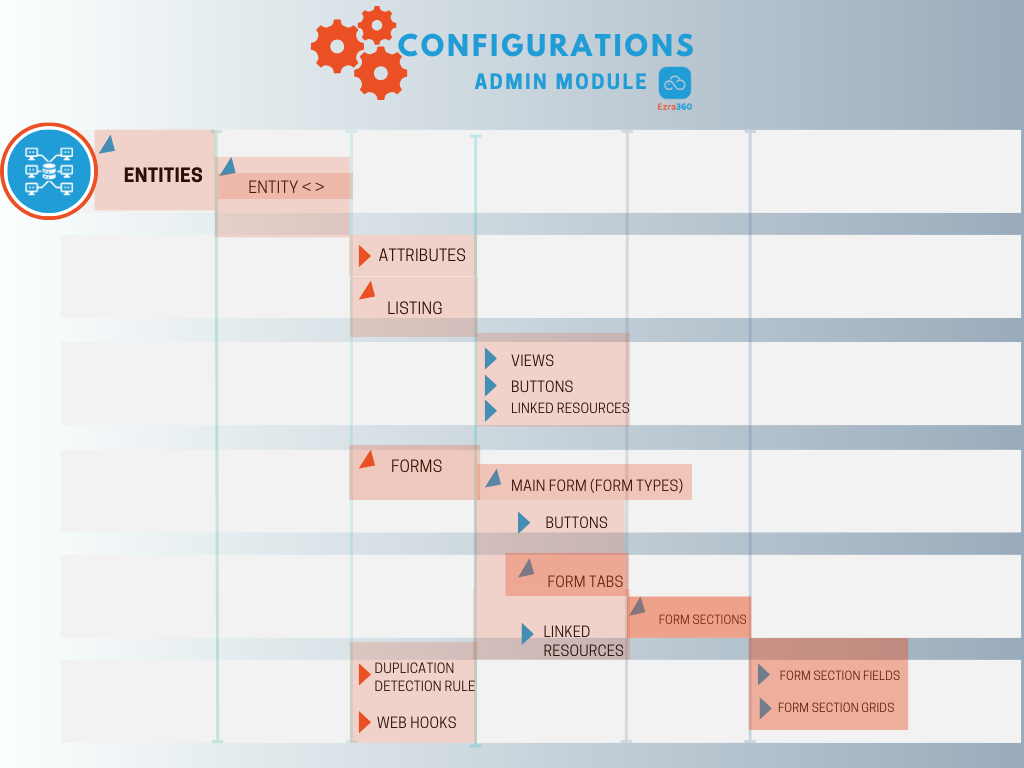 CONFIGURATIONS
ADMIN MODULE
Ezra360
ENTITIES
ENTITY < >
ATTRIBUTES
LISTING
VIEWS
BUTTONS
LINKED RESOURCES
FORMS
MAIN FORM (FORM TYPES)
BUTTONS
FORM TABS
FORM SECTIONS
LINKED
RESOURCES
DUPLICATION
DETECTION RULE
WEB HOOKS
FORM SECTION FIELDS
FORM SECTION GRIDS